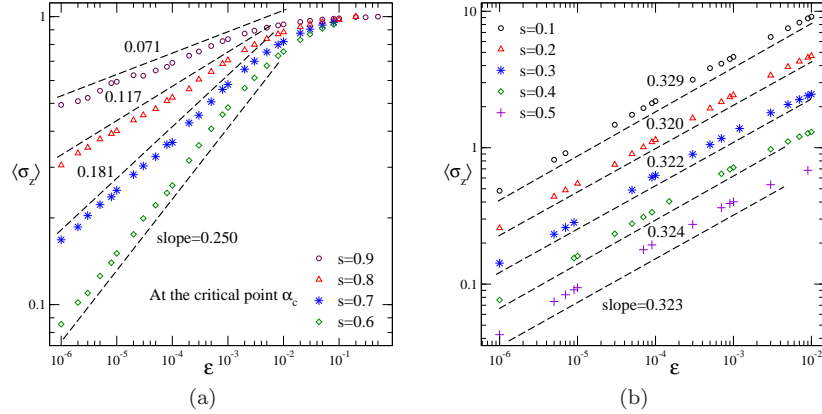 1
0.071
0.117
⟨σz⟩
0.181
slope=0.250
s=0.9
s=0.8
At the critical point αc
s=0.7
0.1
s=0.6
10^-6 10^-5 10^-4 10^-3 10^-2 10^-1
ε
(a)
10
s=0.1
s=0.2
s=0.3
s=0.4
0.329
s=0.5
1
0.320
⟨σz⟩
0.322
0.324
0.1
slope=0.323
10^-6 10^-5 10^-4 10^-3 10^-2
ε
(b)